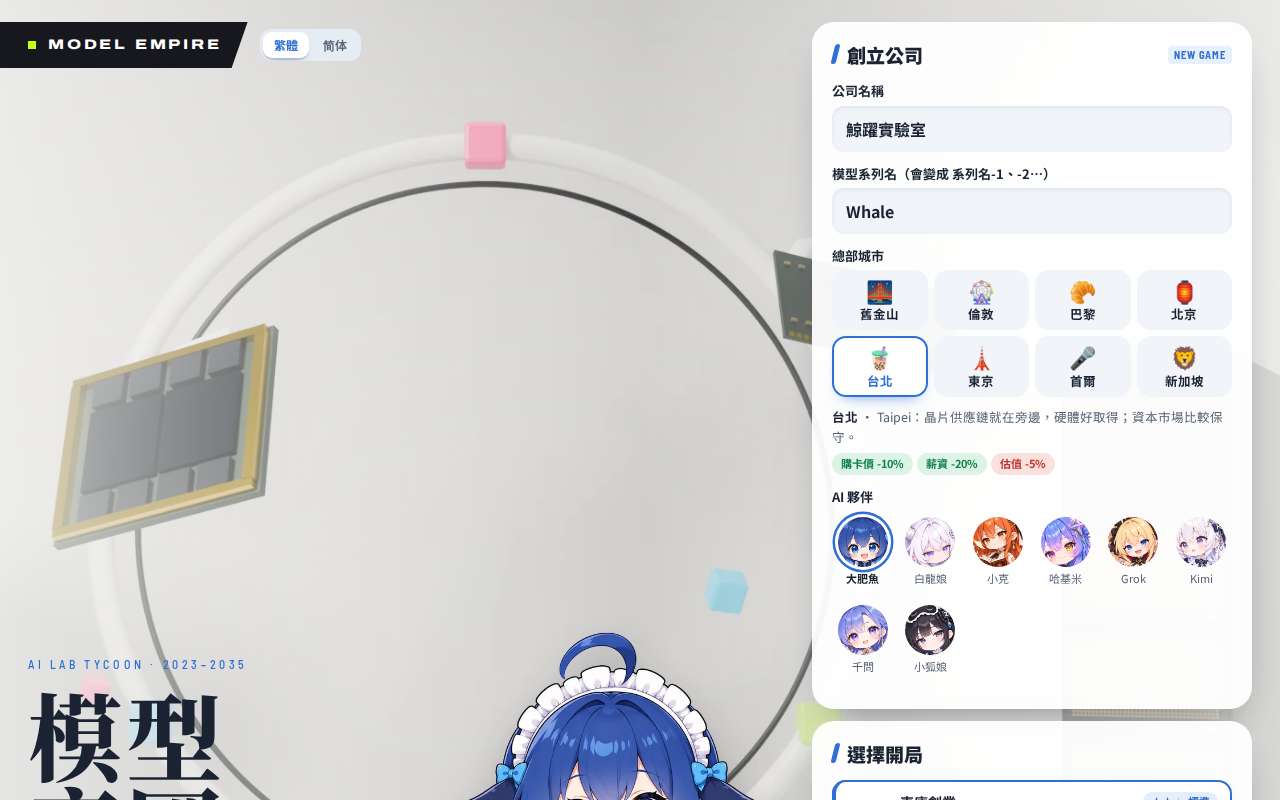 MODEL EMPIRE
繁體
简体
AI LAB TYCOON · 2023–2035
模型
創立公司
NEW GAME
公司名稱
鯨躍實驗室
模型系列名（會變成 系列名-1、-2⋯）
Whale
總部城市
舊金山
倫敦
巴黎
北京
台北
東京
首爾
新加坡
台北 · Taipei：晶片供應鏈就在旁邊，硬體好取得；資本市場比較保
守。
購卡價 -10%
薪資 -20%
估值 -5%
AI 夥伴
大肥魚
白龍娘
小克
哈基米
Grok
Kimi
千問
小狐娘
選擇開局